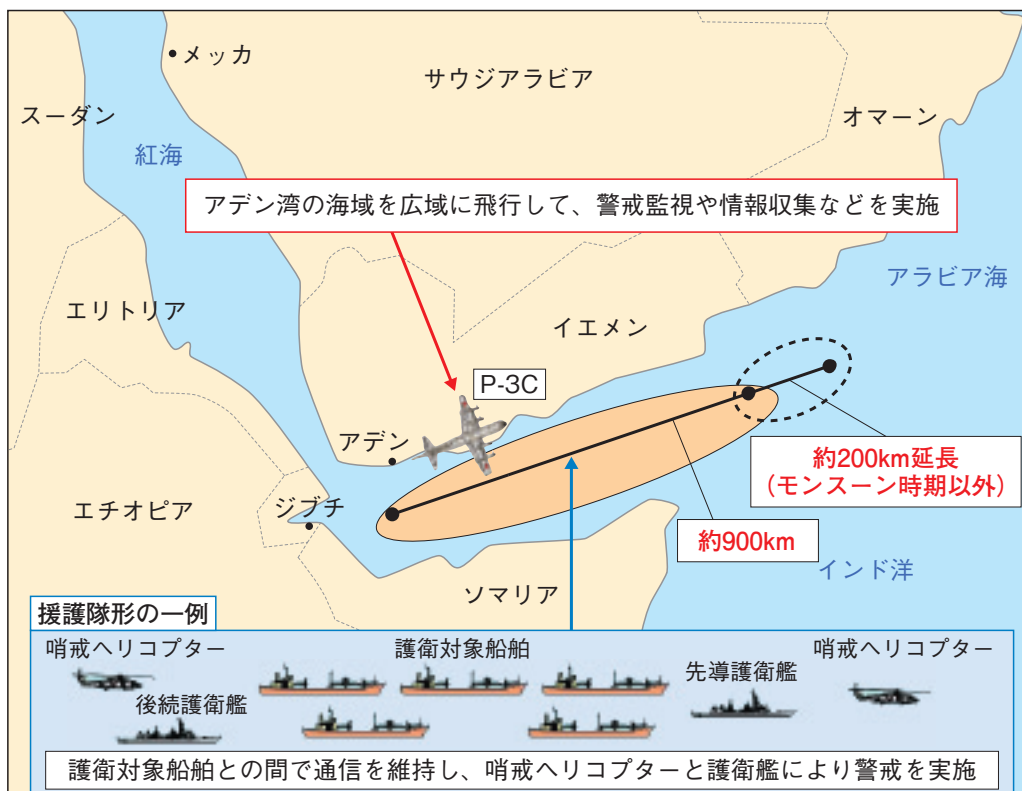 メッカ
サウジアラビア
オマーン
スーダン
紅海
アデン湾の海域を広域に飛行して、警戒監視や情報収集などを実施
アラビア海
エリトリア
イエメン
P-3C
アデン
約200km延長
（モンスーン時期以外）
エチオピア
ジブチ
約900km
インド洋
ソマリア
援護隊形の一例
哨戒ヘリコプター
護衛対象船舶
哨戒ヘリコプター
先導護衛艦
後続護衛艦
護衛対象船舶との間で通信を維持し、哨戒ヘリコプターと護衛艦により警戒を実施